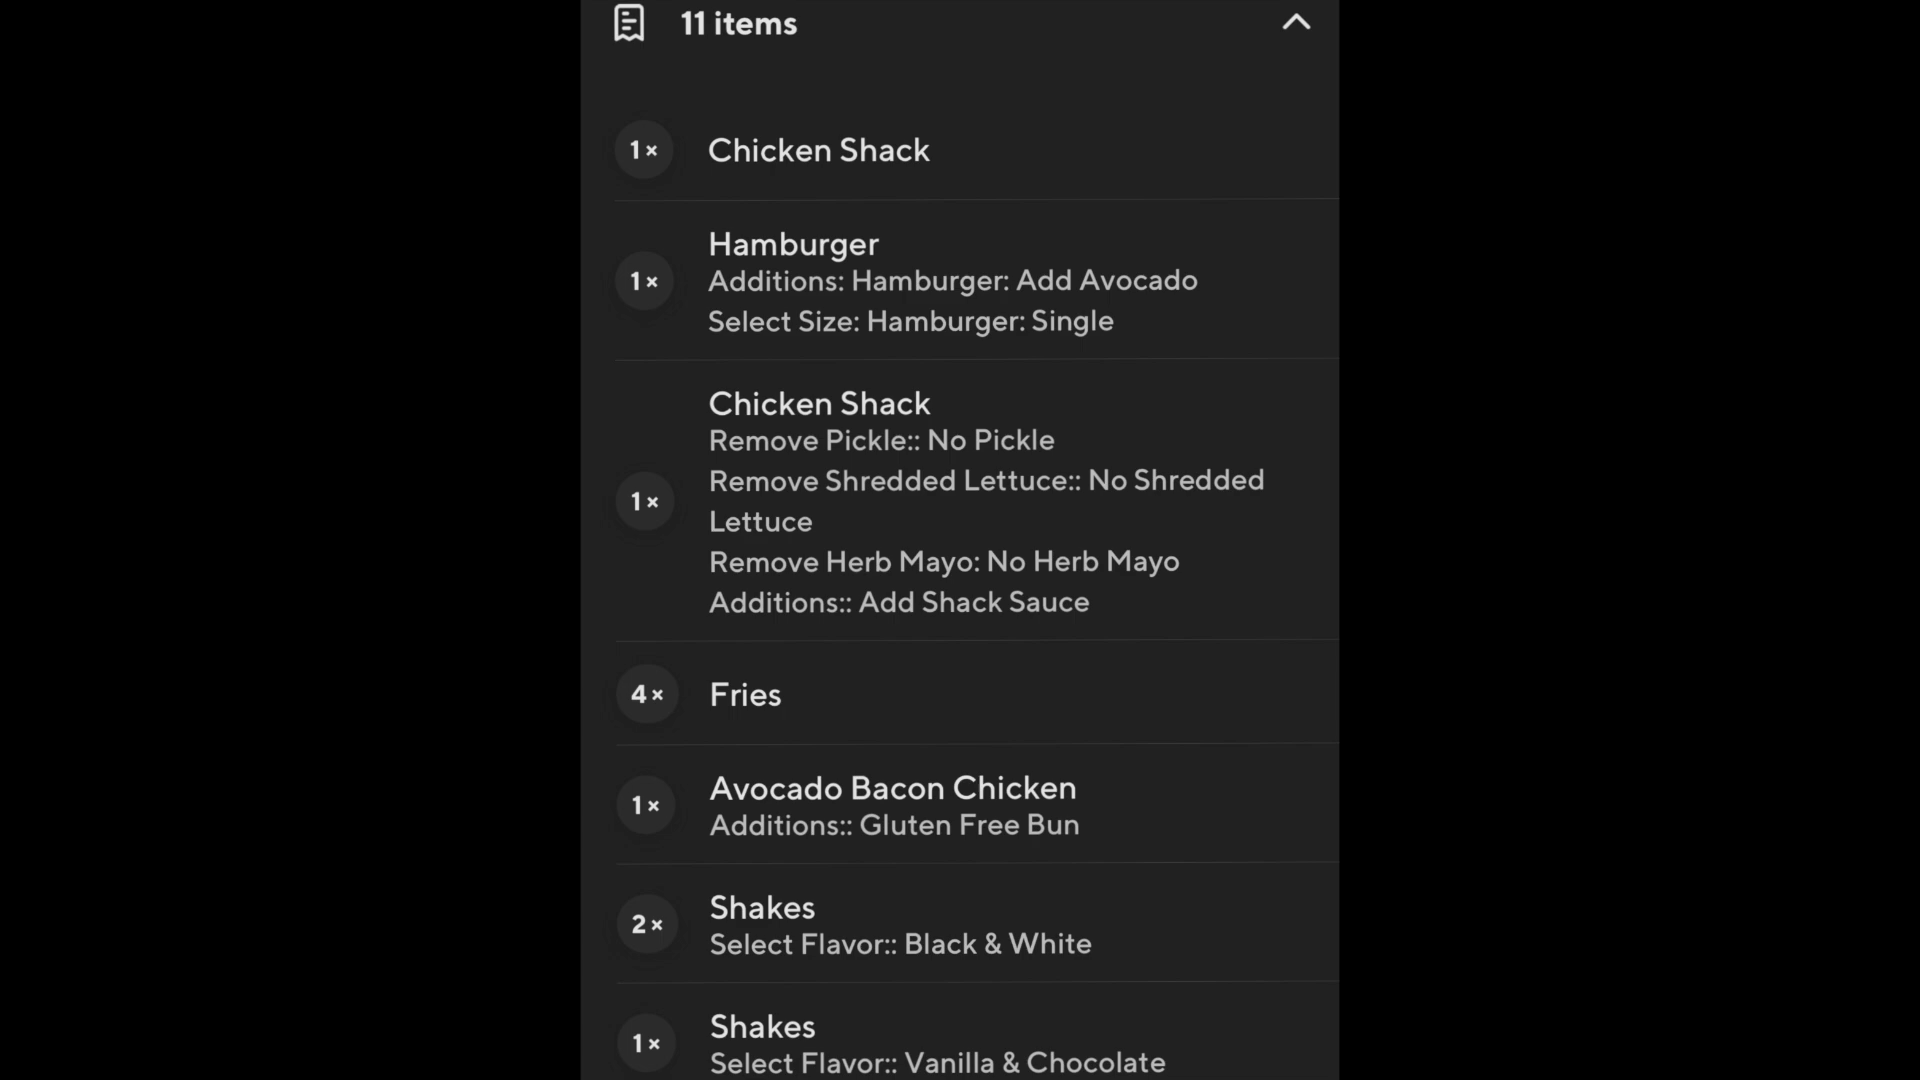 11 items
1×
Chicken Shack
1×
Hamburger
Additions: Hamburger: Add Avocado
Select Size: Hamburger: Single
1×
Chicken Shack
Remove Pickle:: No Pickle
Remove Shredded Lettuce:: No Shredded
Lettuce
Remove Herb Mayo: No Herb Mayo
Additions:: Add Shack Sauce
4×
Fries
1×
Avocado Bacon Chicken
Additions:: Gluten Free Bun
2×
Shakes
Select Flavor:: Black & White
1×
Shakes
Select Flavor:: Vanilla & Chocolate